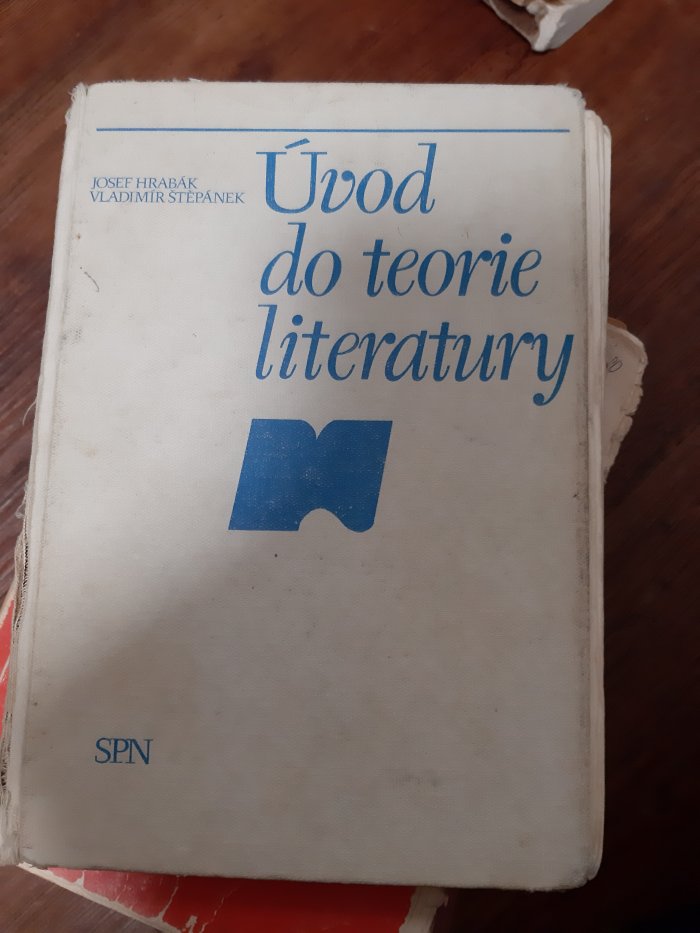 JOSEF HRABÁK
VLADIMÍR ŠTĚPÁNEK
Úvod
do teorie
literatury
SPN